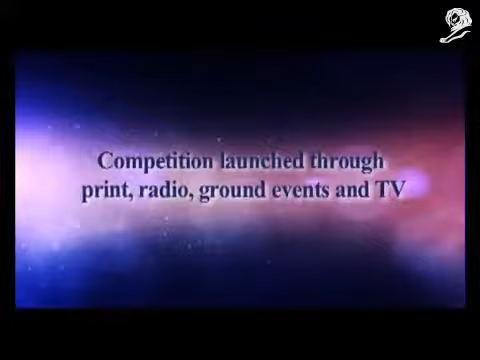 Competition launched through
print, radio, ground events and TV